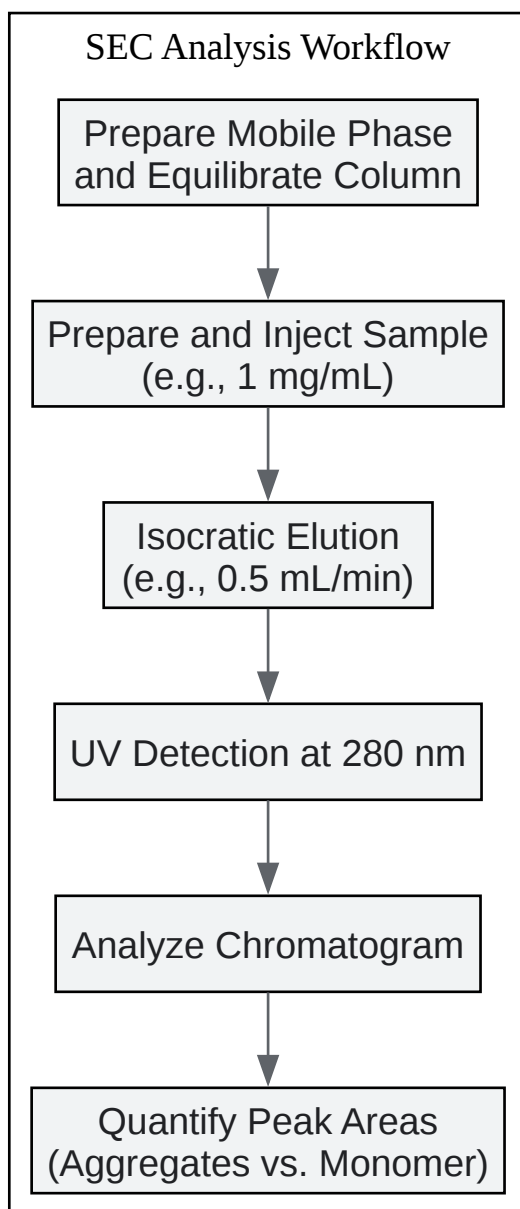 SEC Analysis Workflow
Prepare Mobile Phase
and Equilibrate Column
Prepare and Inject Sample
(e.g., 1 mg/mL)
Isocratic Elution
(e.g., 0.5 mL/min)
UV Detection at 280 nm
Analyze Chromatogram
Quantify Peak Areas
(Aggregates vs. Monomer)